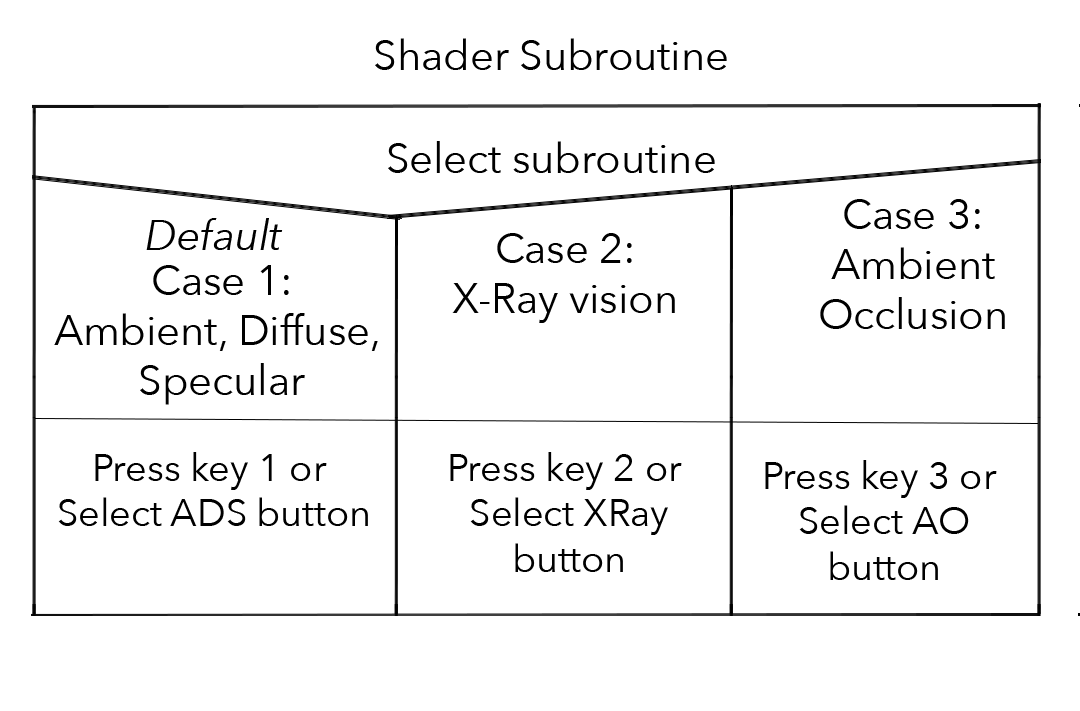 Shader Subroutine
Select subroutine
Default
Case 1:
Ambient, Diffuse,
Specular
Case 2:
X-Ray vision
Case 3:
Ambient
Occlusion
Press key 1 or
Select ADS button
Press key 2 or
Select XRay
button
Press key 3 or
Select AO
button